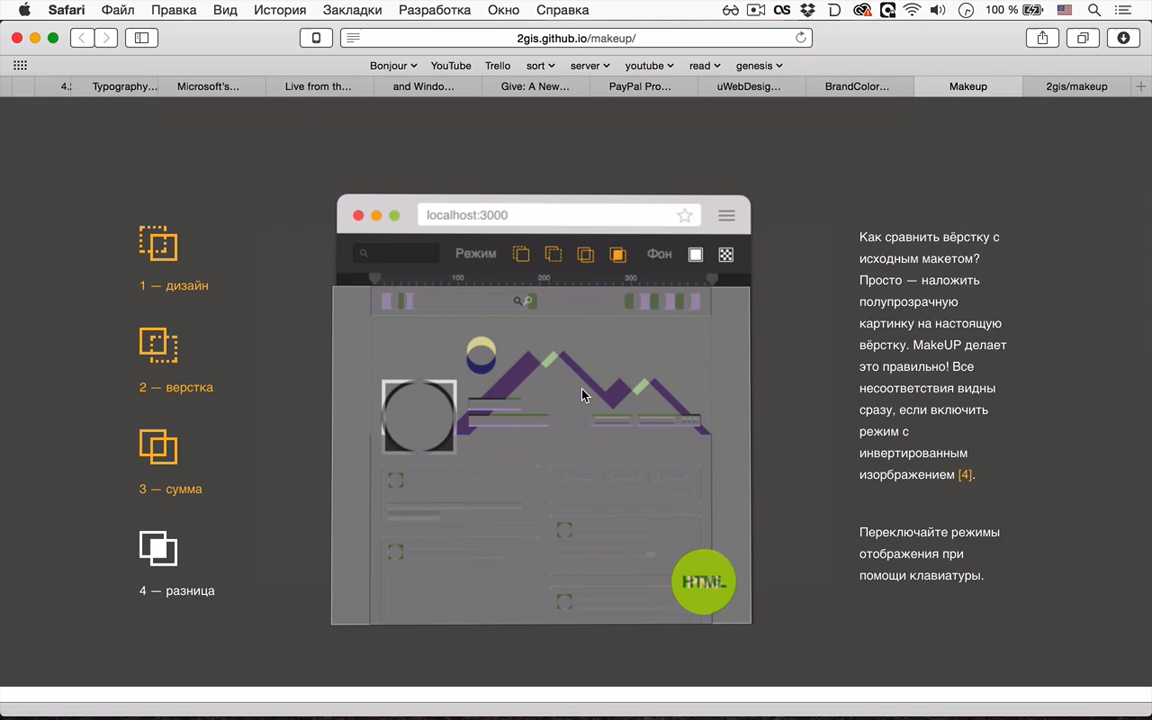 Safari Файл Правка Вид История Закладки Разработка Окно Справка 100 %
2gis.github.io/makeup/
Bonjour YouTube Trello sort server youtube read genesis
4.: Typography... Microsoft's... Live from th... and Windo... Give: A New... PayPal Pro... uWebDesig... BrandColor... Makeup 2gis/makeup
localhost:3000
Режим Фон
100 200 300
HTML
1 — дизайн
2 — верстка
3 — сумма
4 — разница
Как сравнить вёрстку с
исходным макетом?
Просто — наложить
полупрозрачную
картинку на настоящую
вёрстку. MakeUP делает
это правильно! Все
несоответствия видны
сразу, если включить
режим с
инвертированным
изорбражением [4].
Переключайте режимы
отображения при
помощи клавиатуры.